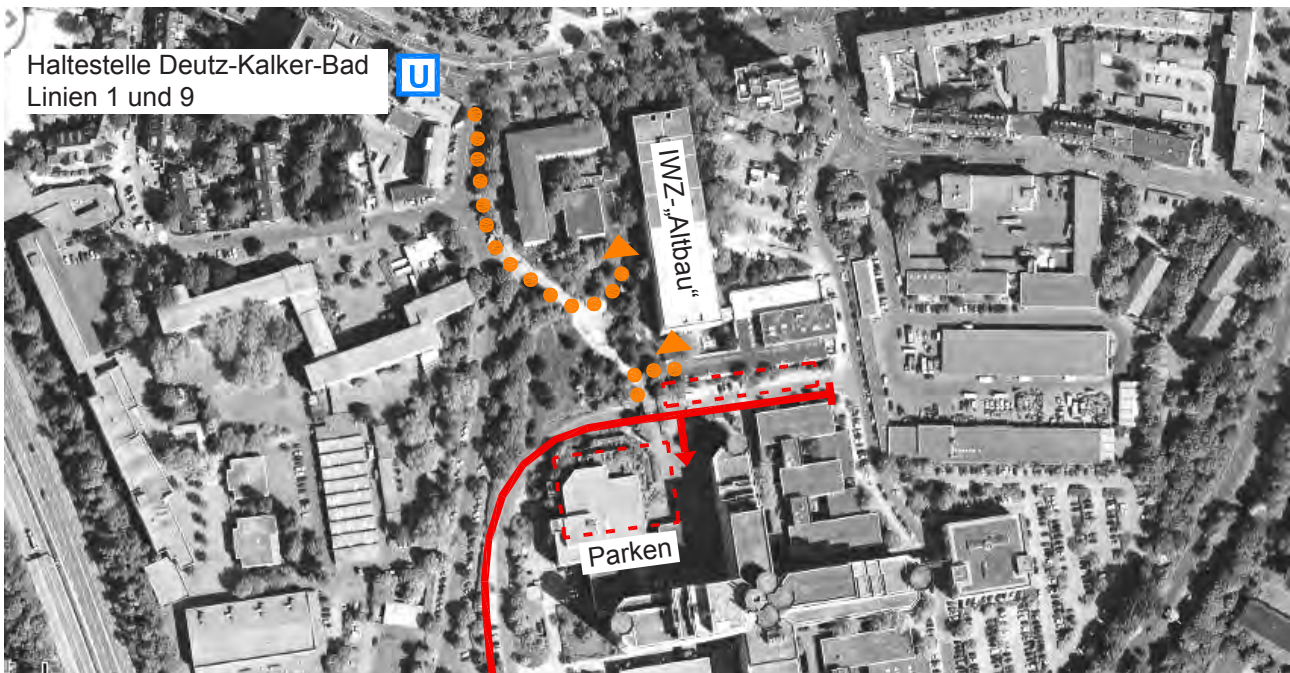 Haltestelle Deutz-Kalker-Bad
Linien 1 und 9
U
IWZ-„Altbau“
Parken